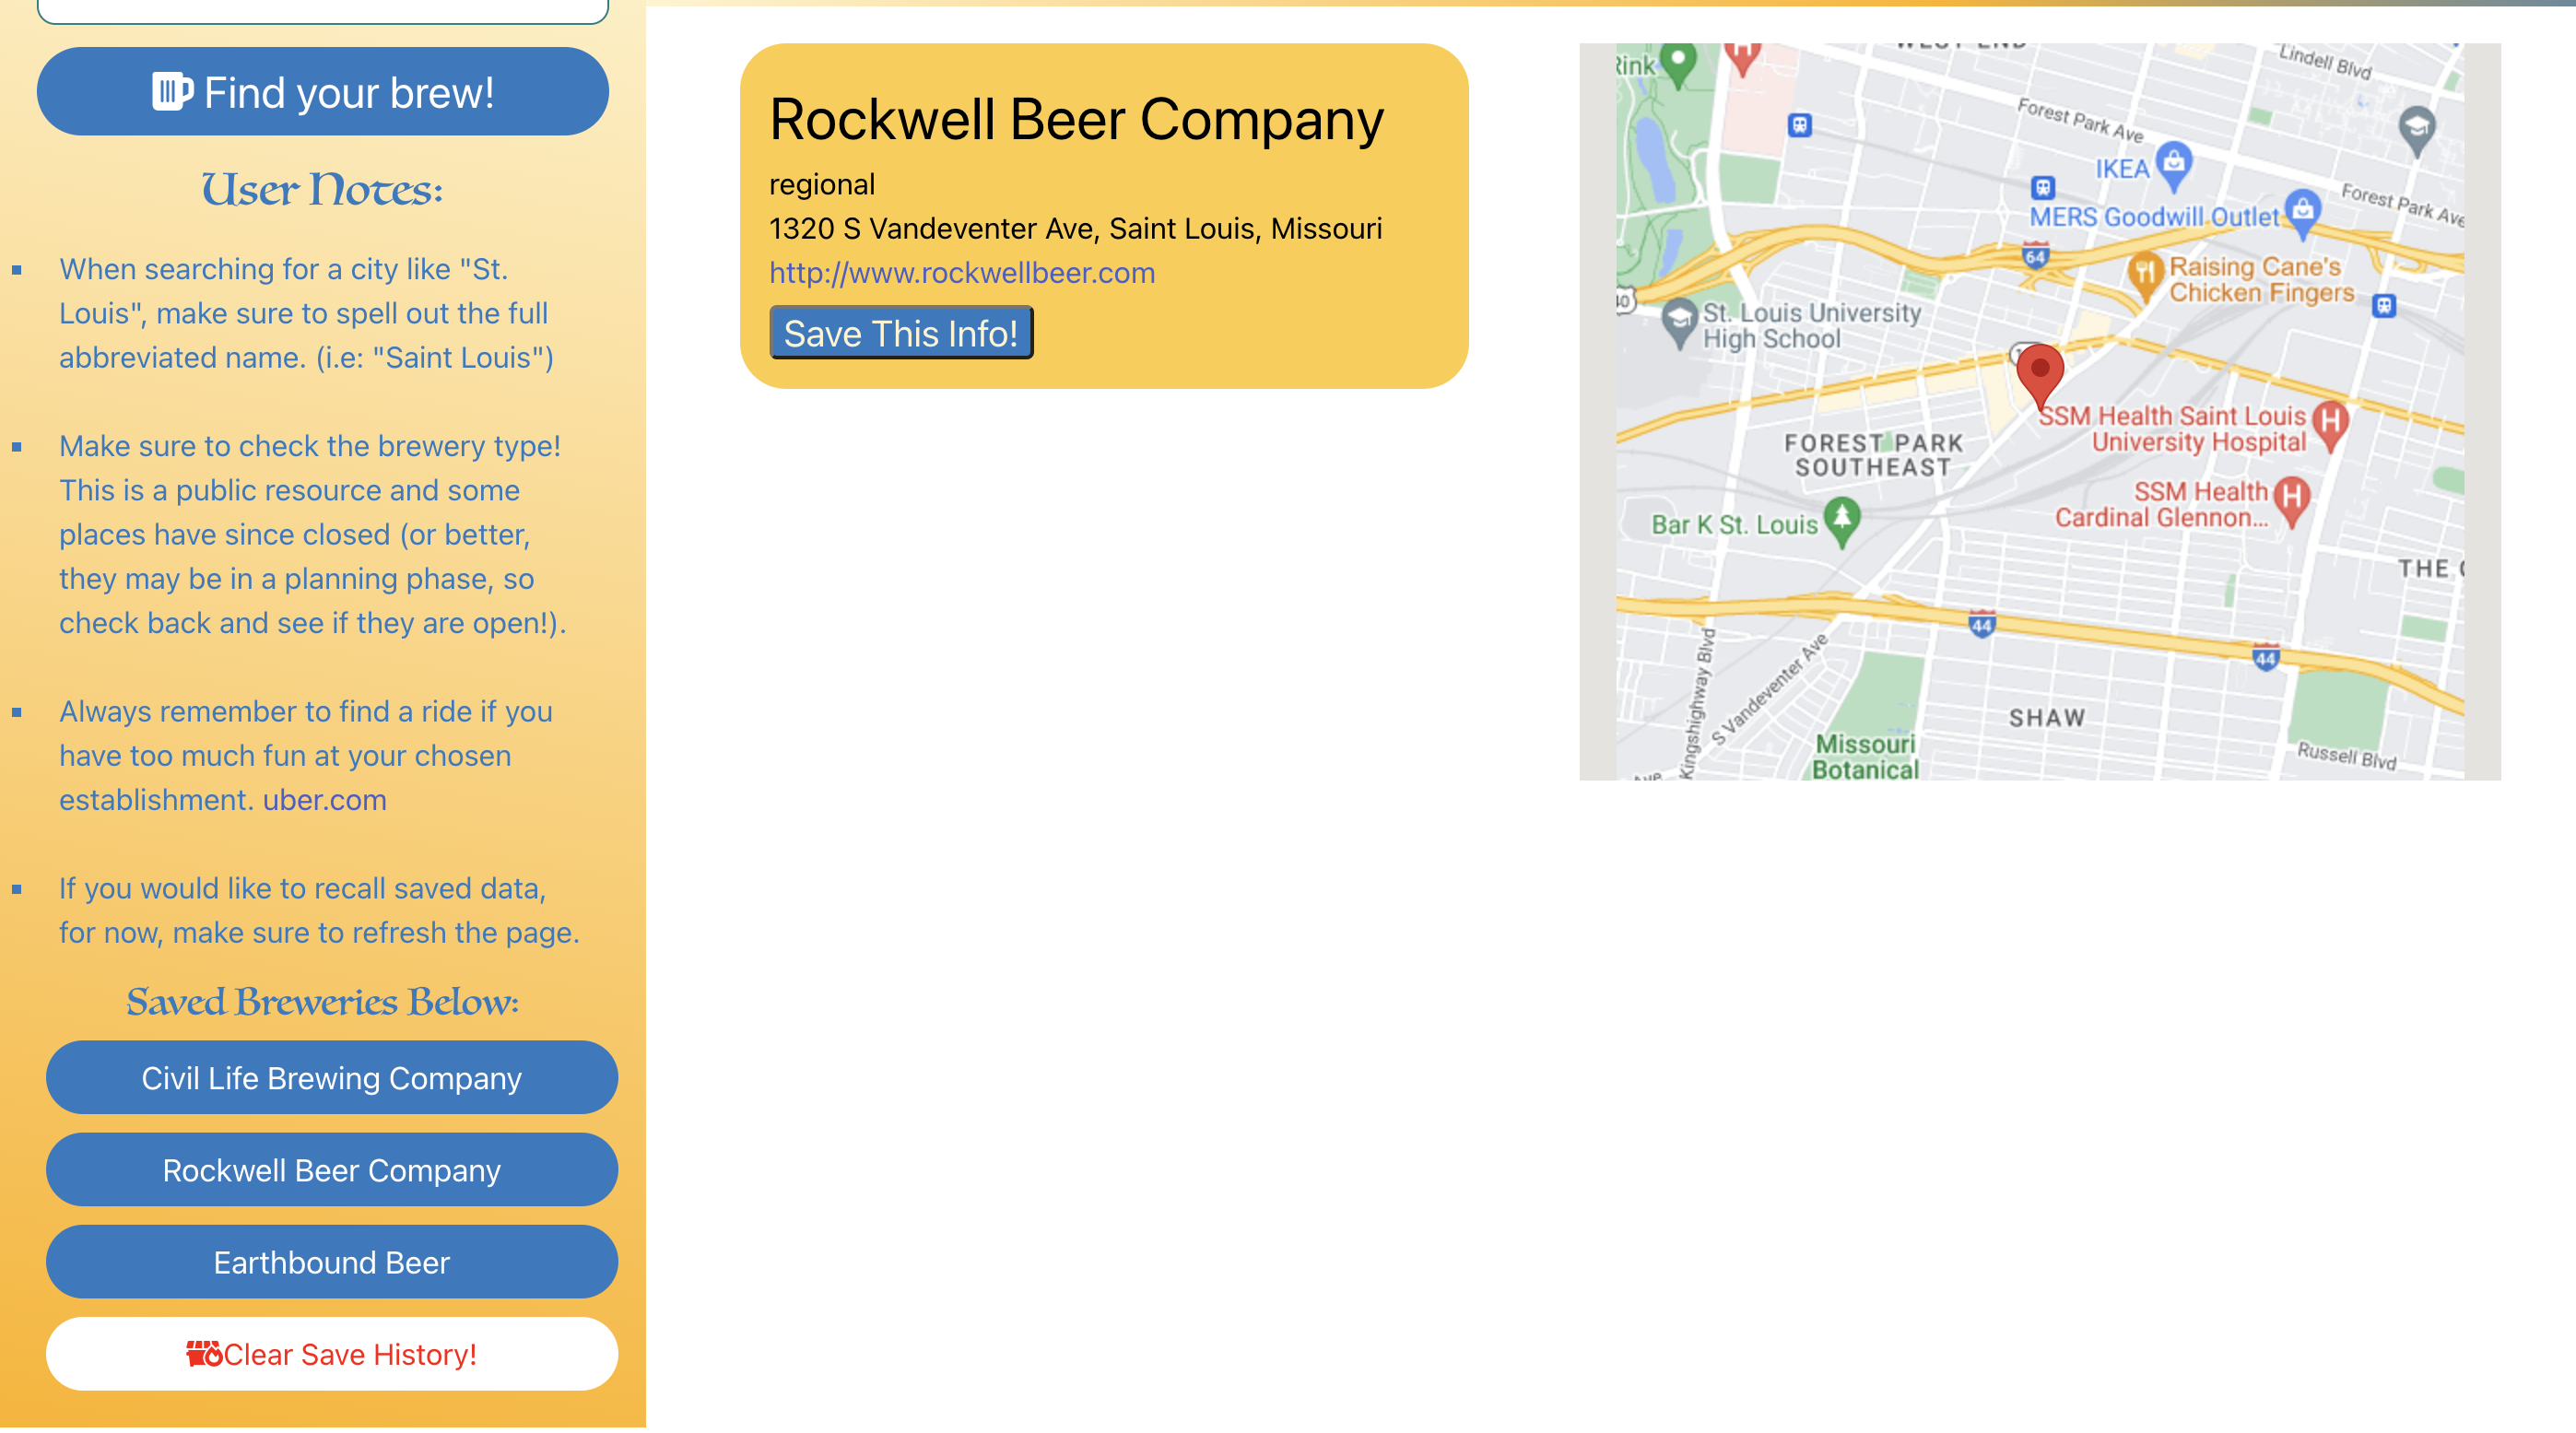 Find your brew!
User Notes:
When searching for a city like "St.
Louis", make sure to spell out the full
abbreviated name. (i.e: "Saint Louis")
Make sure to check the brewery type!
This is a public resource and some
places have since closed (or better,
they may be in a planning phase, so
check back and see if they are open!).
Always remember to find a ride if you
have too much fun at your chosen
establishment. uber.com
If you would like to recall saved data,
for now, make sure to refresh the page.
Saved Breweries Below:
Civil Life Brewing Company
Rockwell Beer Company
Earthbound Beer
Clear Save History!
Rockwell Beer Company
regional
1320 S Vandeventer Ave, Saint Louis, Missouri
http://www.rockwellbeer.com
Save This Info!
WEST END
Rink
Lindell Blvd
Forest Park Ave
IKEA
Forest Park Ave
MERS Goodwill Outlet
64
Raising Cane's
Chicken Fingers
40
St. Louis University
High School
SSM Health Saint Louis
University Hospital
FOREST PARK
SOUTHEAST
SSM Health
Cardinal Glennon...
Bar K St. Louis
THE
44
44
Kingshighway Blvd
S Vandeventer Ave
SHAW
Missouri
Botanical
Russell Blvd
Ave